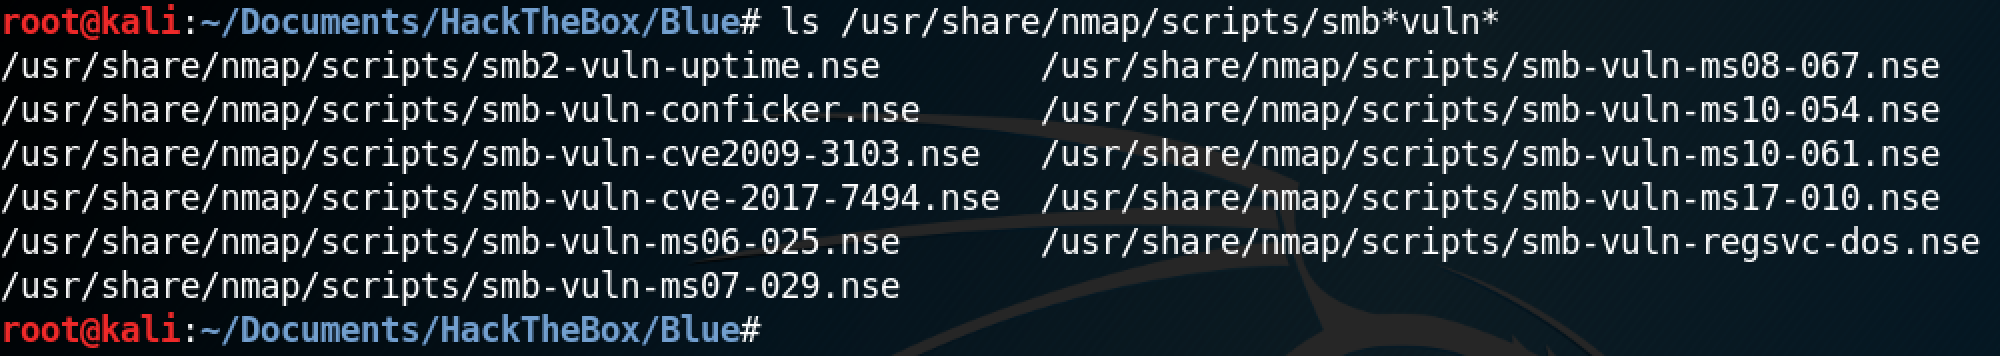 root@kali:~/Documents/HackTheBox/Blue# ls /usr/share/nmap/scripts/smb*vuln*
/usr/share/nmap/scripts/smb2-vuln-uptime.nse /usr/share/nmap/scripts/smb-vuln-ms08-067.nse
/usr/share/nmap/scripts/smb-vuln-conficker.nse /usr/share/nmap/scripts/smb-vuln-ms10-054.nse
/usr/share/nmap/scripts/smb-vuln-cve2009-3103.nse /usr/share/nmap/scripts/smb-vuln-ms10-061.nse
/usr/share/nmap/scripts/smb-vuln-cve-2017-7494.nse /usr/share/nmap/scripts/smb-vuln-ms17-010.nse
/usr/share/nmap/scripts/smb-vuln-ms06-025.nse /usr/share/nmap/scripts/smb-vuln-regsvc-dos.nse
/usr/share/nmap/scripts/smb-vuln-ms07-029.nse
root@kali:~/Documents/HackTheBox/Blue#